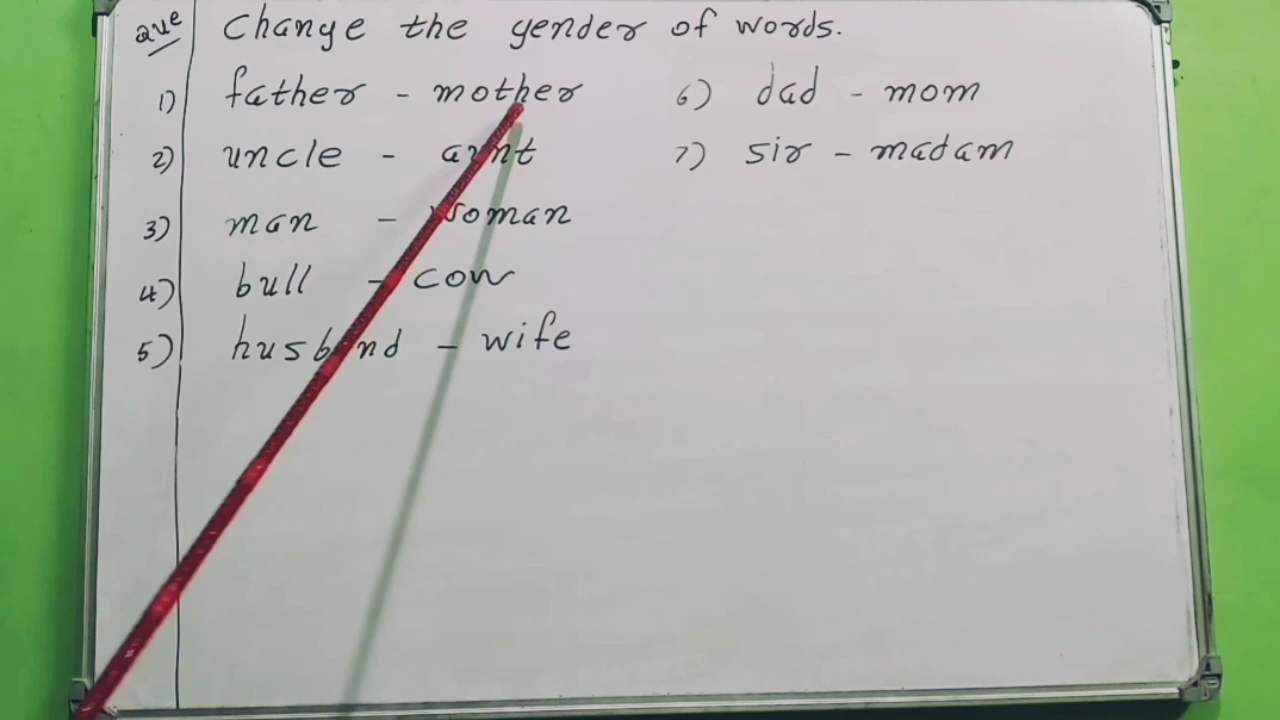 Que Change the gender of words.
1) father - mother
2) uncle - aunt
3) man - woman
4) bull - cow
5) husband - wife
6) dad - mom
7) sir - madam